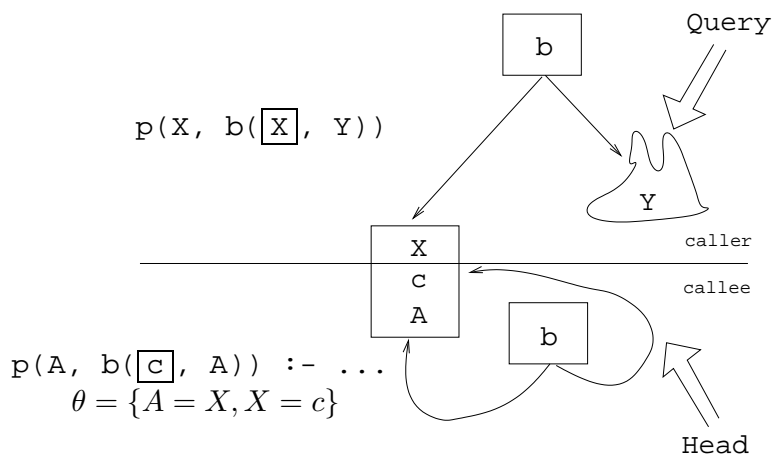 Query
b
p(X, b(X, Y))
Y
caller
X
c
callee
A
b
p(A, b(c, A)) :- ...
θ = {A = X, X = c}
Head